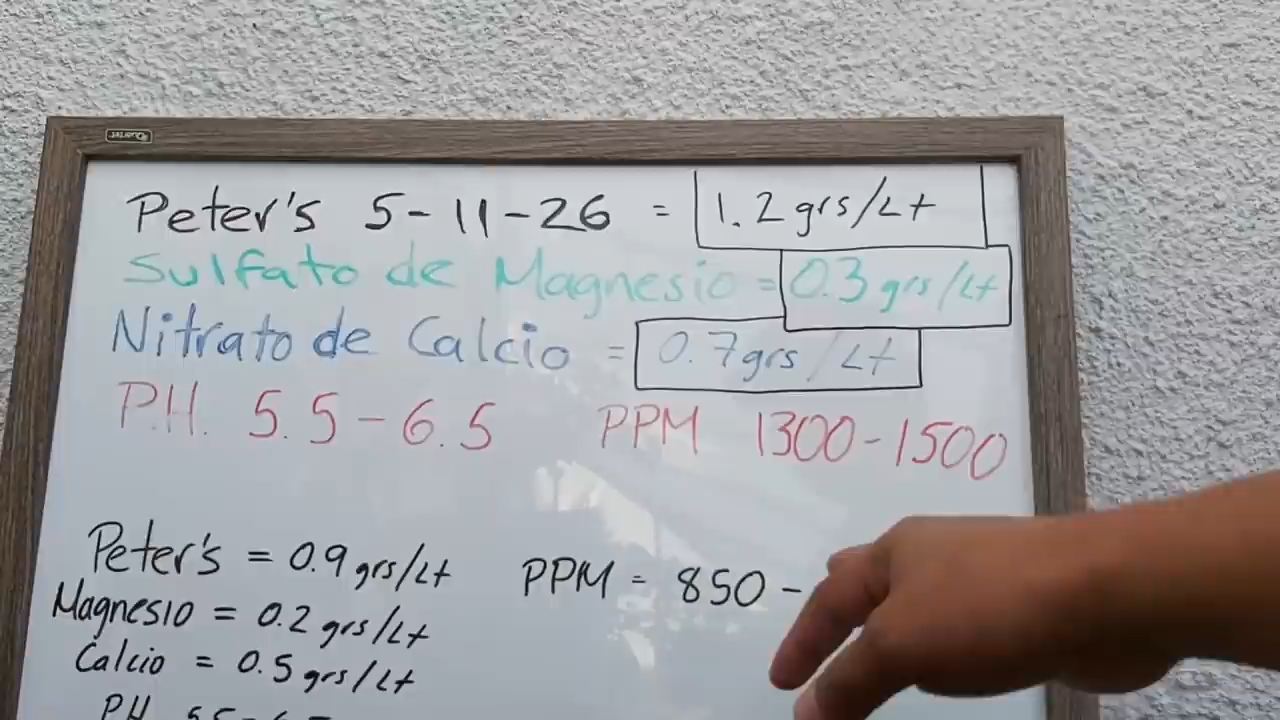 Quartet
Peter's 5-11-26 = 1.2 grs/Lt
Sulfato de Magnesio = 0.3 grs/Lt
Nitrato de Calcio = 0.7 grs/Lt
P.H. 5.5-6.5 PPM 1300-1500
Peter's = 0.9 grs/Lt PPM = 850 -
Magnesio = 0.2 grs/Lt
Calcio = 0.5 grs/Lt
PH